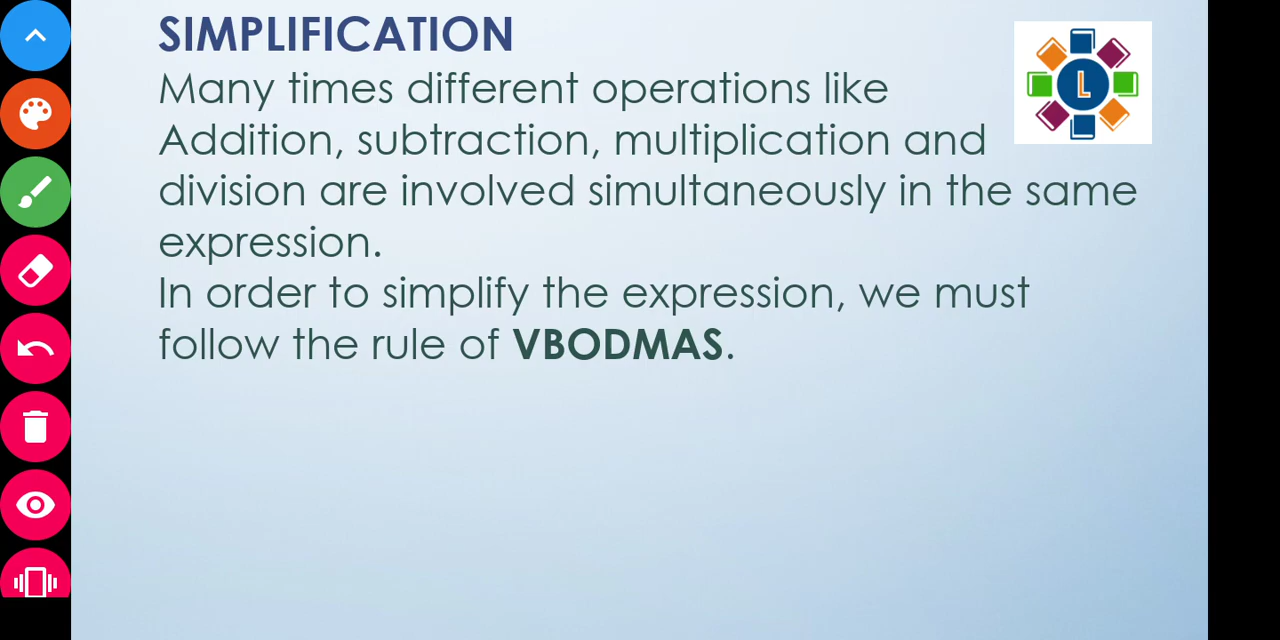 SIMPLIFICATION
Many times different operations like
Addition, subtraction, multiplication and
division are involved simultaneously in the same
expression.
In order to simplify the expression, we must
follow the rule of VBODMAS.
L